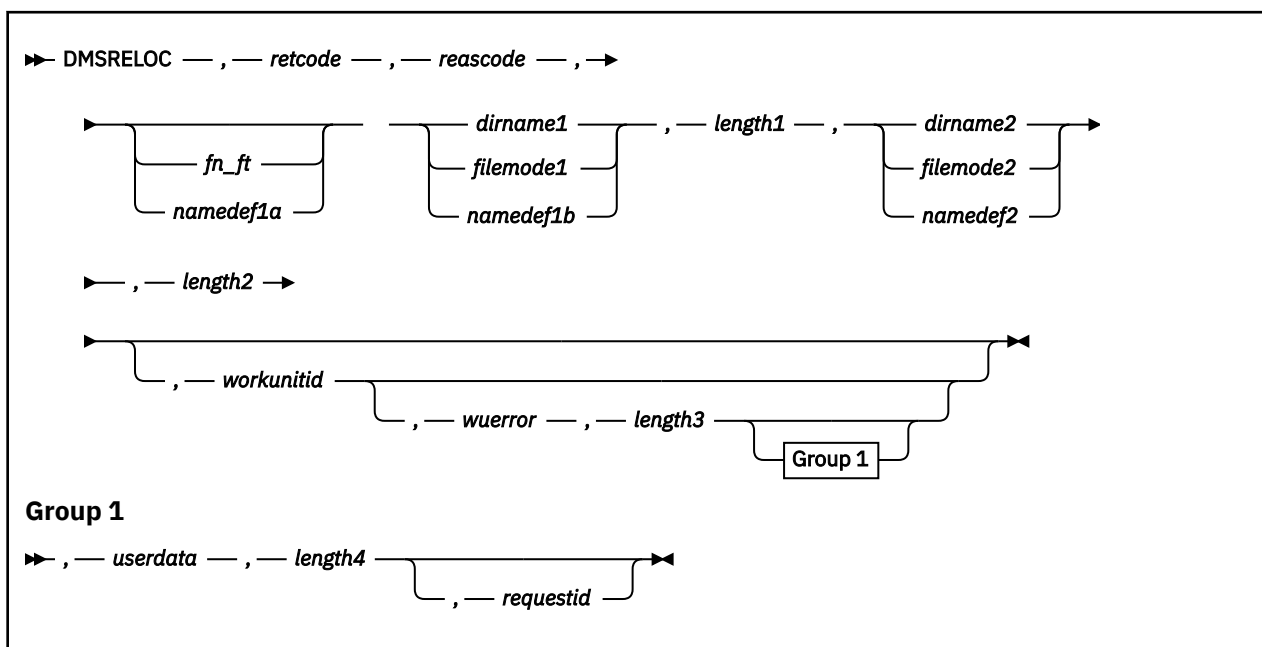 DMSRELOC , retcode , reascode ,
dirname1 , length1 , dirname2
fn_ft filemode1 filemode2
namedef1a namedef1b namedef2
, length2
, workunitid
, wuerror , length3
Group 1
Group 1
, userdata , length4
, requestid